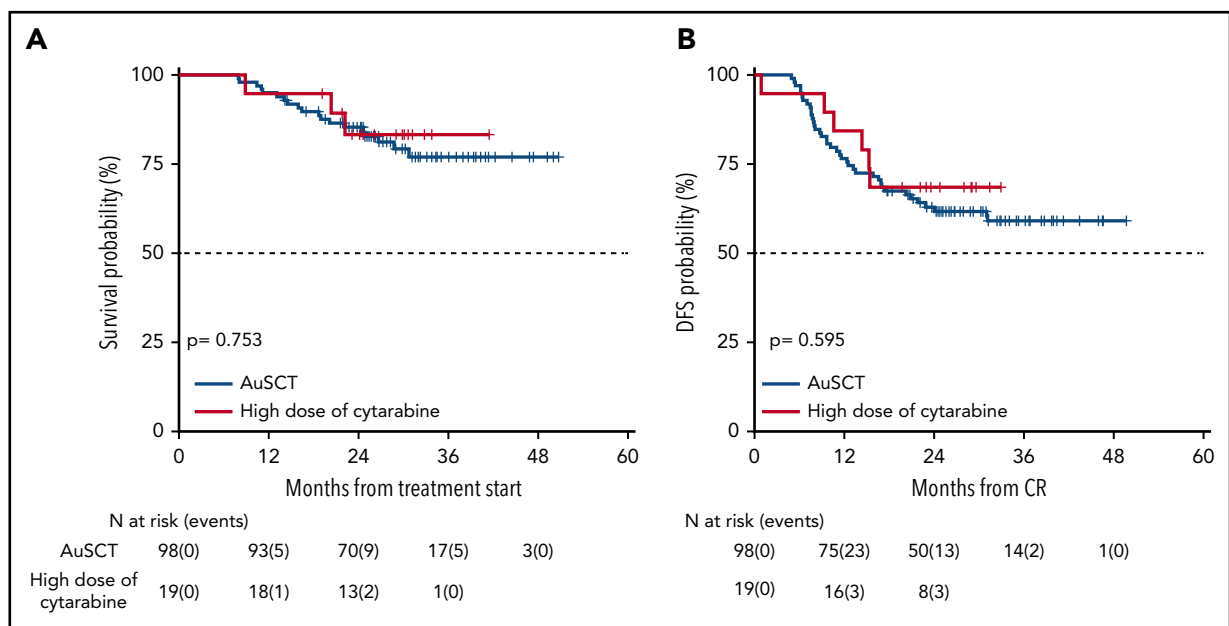 A
100
75
50
25
0
Survival probability (%)
p= 0.753
AuSCT
High dose of cytarabine
0 12 24 36 48 60
Months from treatment start
N at risk (events)
AuSCT 98(0) 93(5) 70(9) 17(5) 3(0)
High dose of
cytarabine 19(0) 18(1) 13(2) 1(0)
B
100
75
50
25
0
DFS probability (%)
p= 0.595
AuSCT
High dose of cytarabine
0 12 24 36 48 60
Months from CR
N at risk (events)
98(0) 75(23) 50(13) 14(2) 1(0)
19(0) 16(3) 8(3)